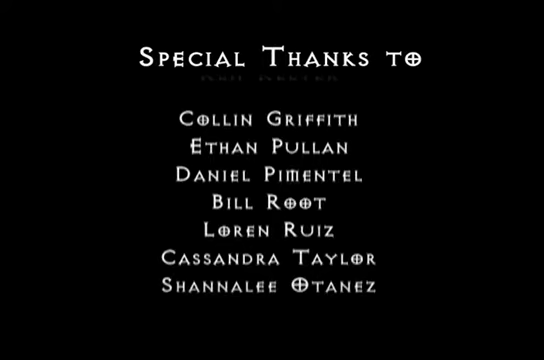 Special Thanks to
Collin Griffith
Ethan Pullan
Daniel Pimentel
Bill Root
Loren Ruiz
Cassandra Taylor
Shannalee Otanez